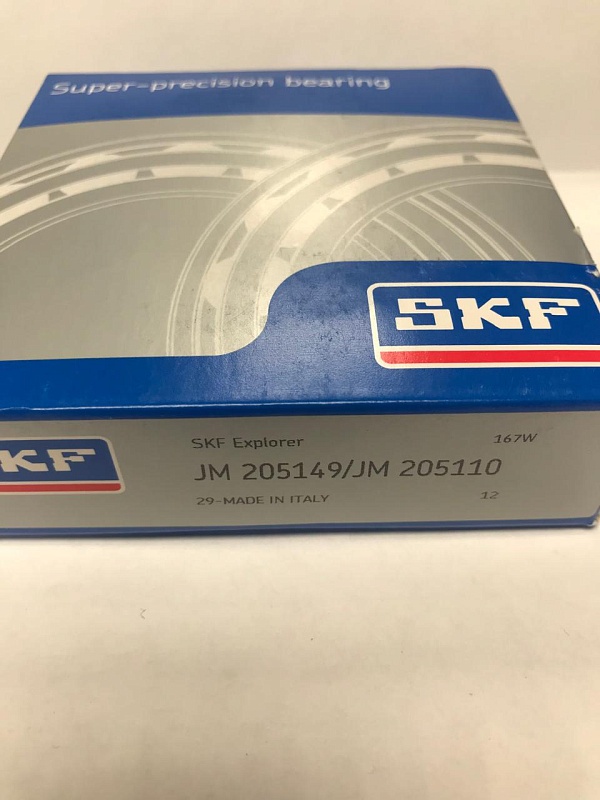 Super-precision bearing
SKF
SKF
SKF Explorer
167W
JM 205149/JM 205110
29-MADE IN ITALY
12